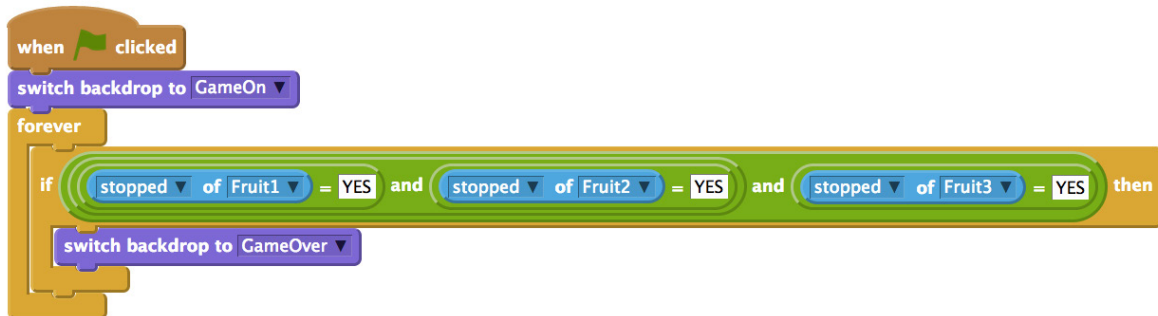 when clicked
switch backdrop to GameOn
forever
if stopped of Fruit1 = YES and stopped of Fruit2 = YES and stopped of Fruit3 = YES then
switch backdrop to GameOver